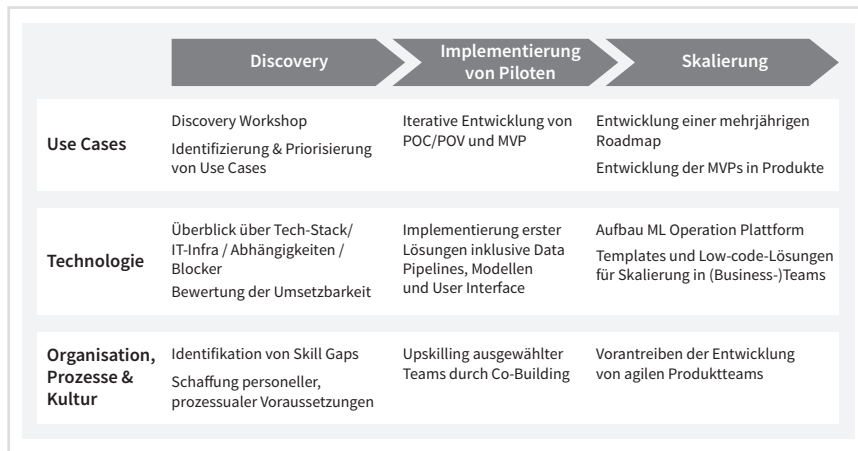 Discovery
Implementierung
von Piloten
Skalierung
Use Cases
Discovery Workshop
Identifizierung & Priorisierung
von Use Cases
Iterative Entwicklung von
POC/POV und MVP
Entwicklung einer mehrjährigen
Roadmap
Entwicklung der MVPs in Produkte
Technologie
Überblick über Tech-Stack/
IT-Infra / Abhängigkeiten /
Blocker
Bewertung der Umsetzbarkeit
Implementierung erster
Lösungen inklusive Data
Pipelines, Modellen
und User Interface
Aufbau ML Operation Plattform
Templates und Low-code-Lösungen
für Skalierung in (Business-)Teams
Organisation,
Prozesse &
Kultur
Identifikation von Skill Gaps
Schaffung personeller,
prozessualer Voraussetzungen
Upskilling ausgewählter
Teams durch Co-Building
Vorantreiben der Entwicklung
von agilen Produktteams